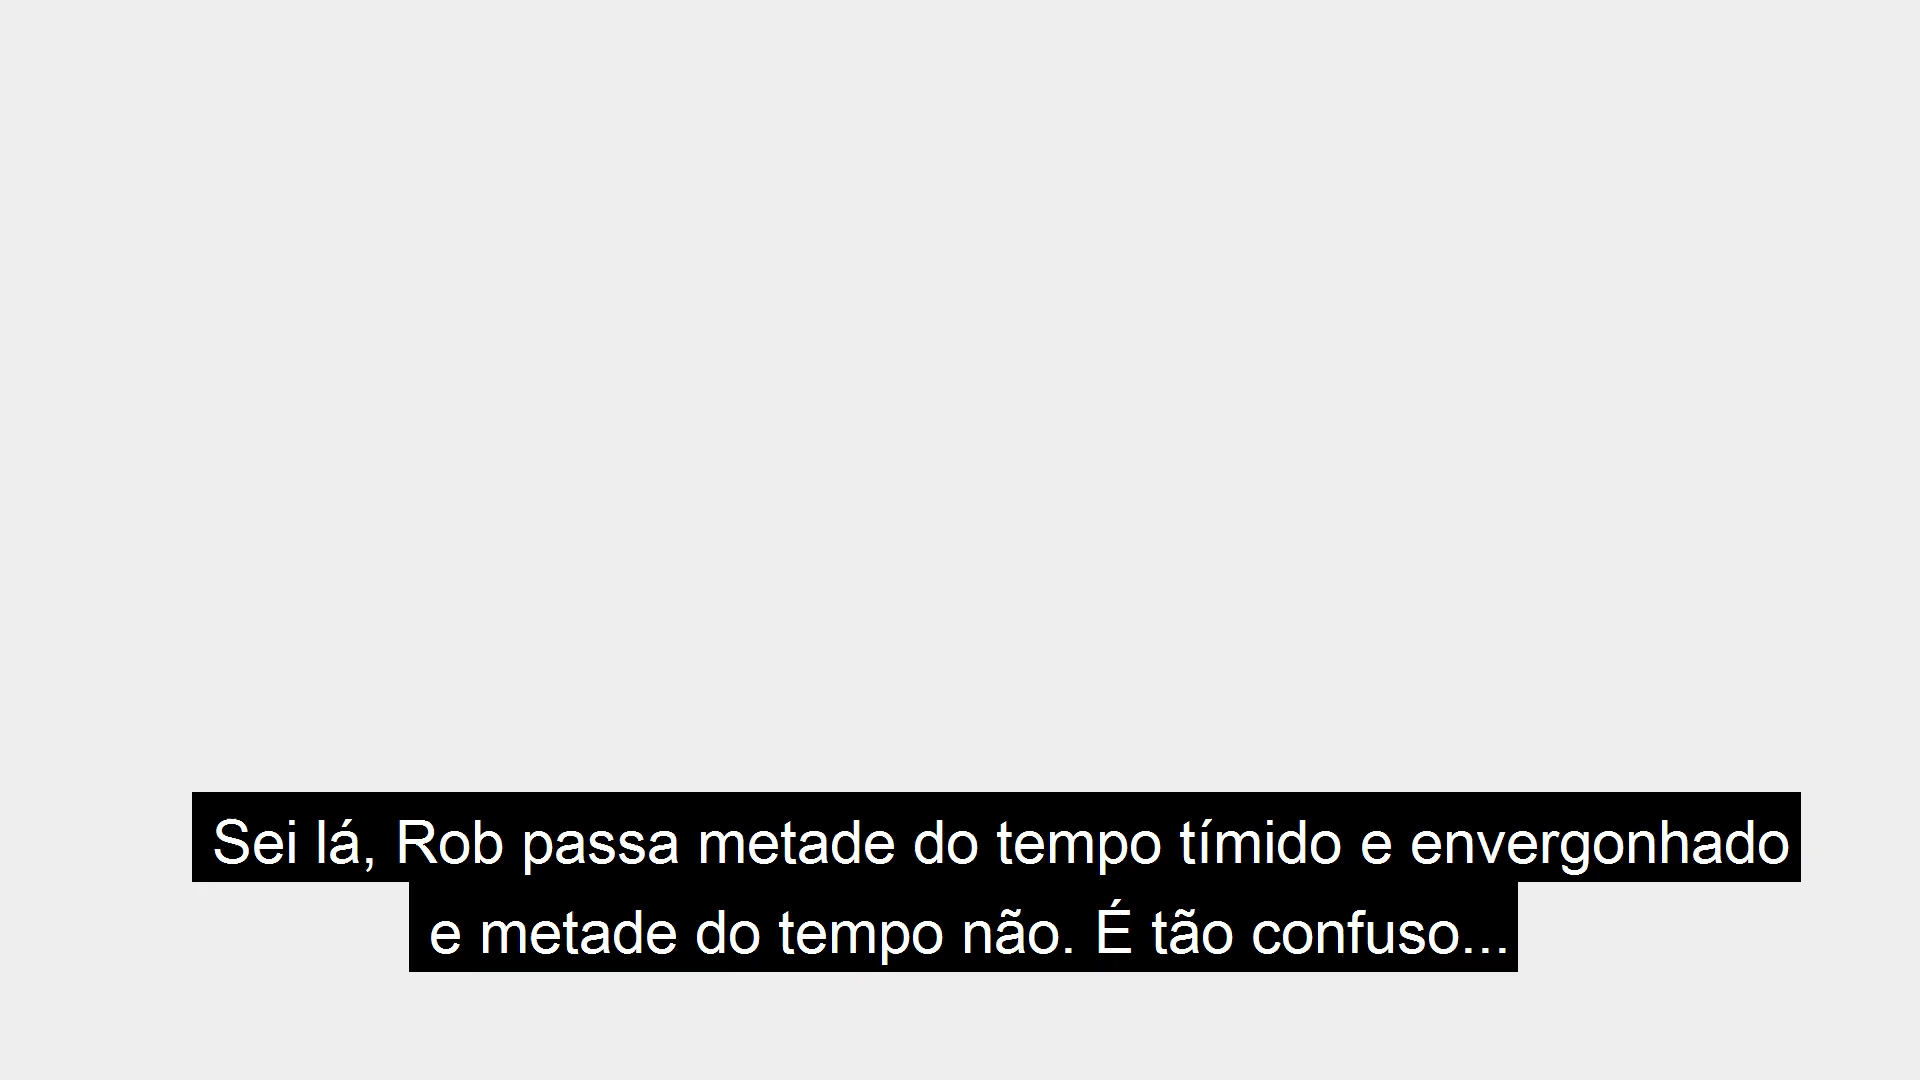 Sei lá, Rob passa metade do tempo tímido e envergonhado
e metade do tempo não. É tão confuso...